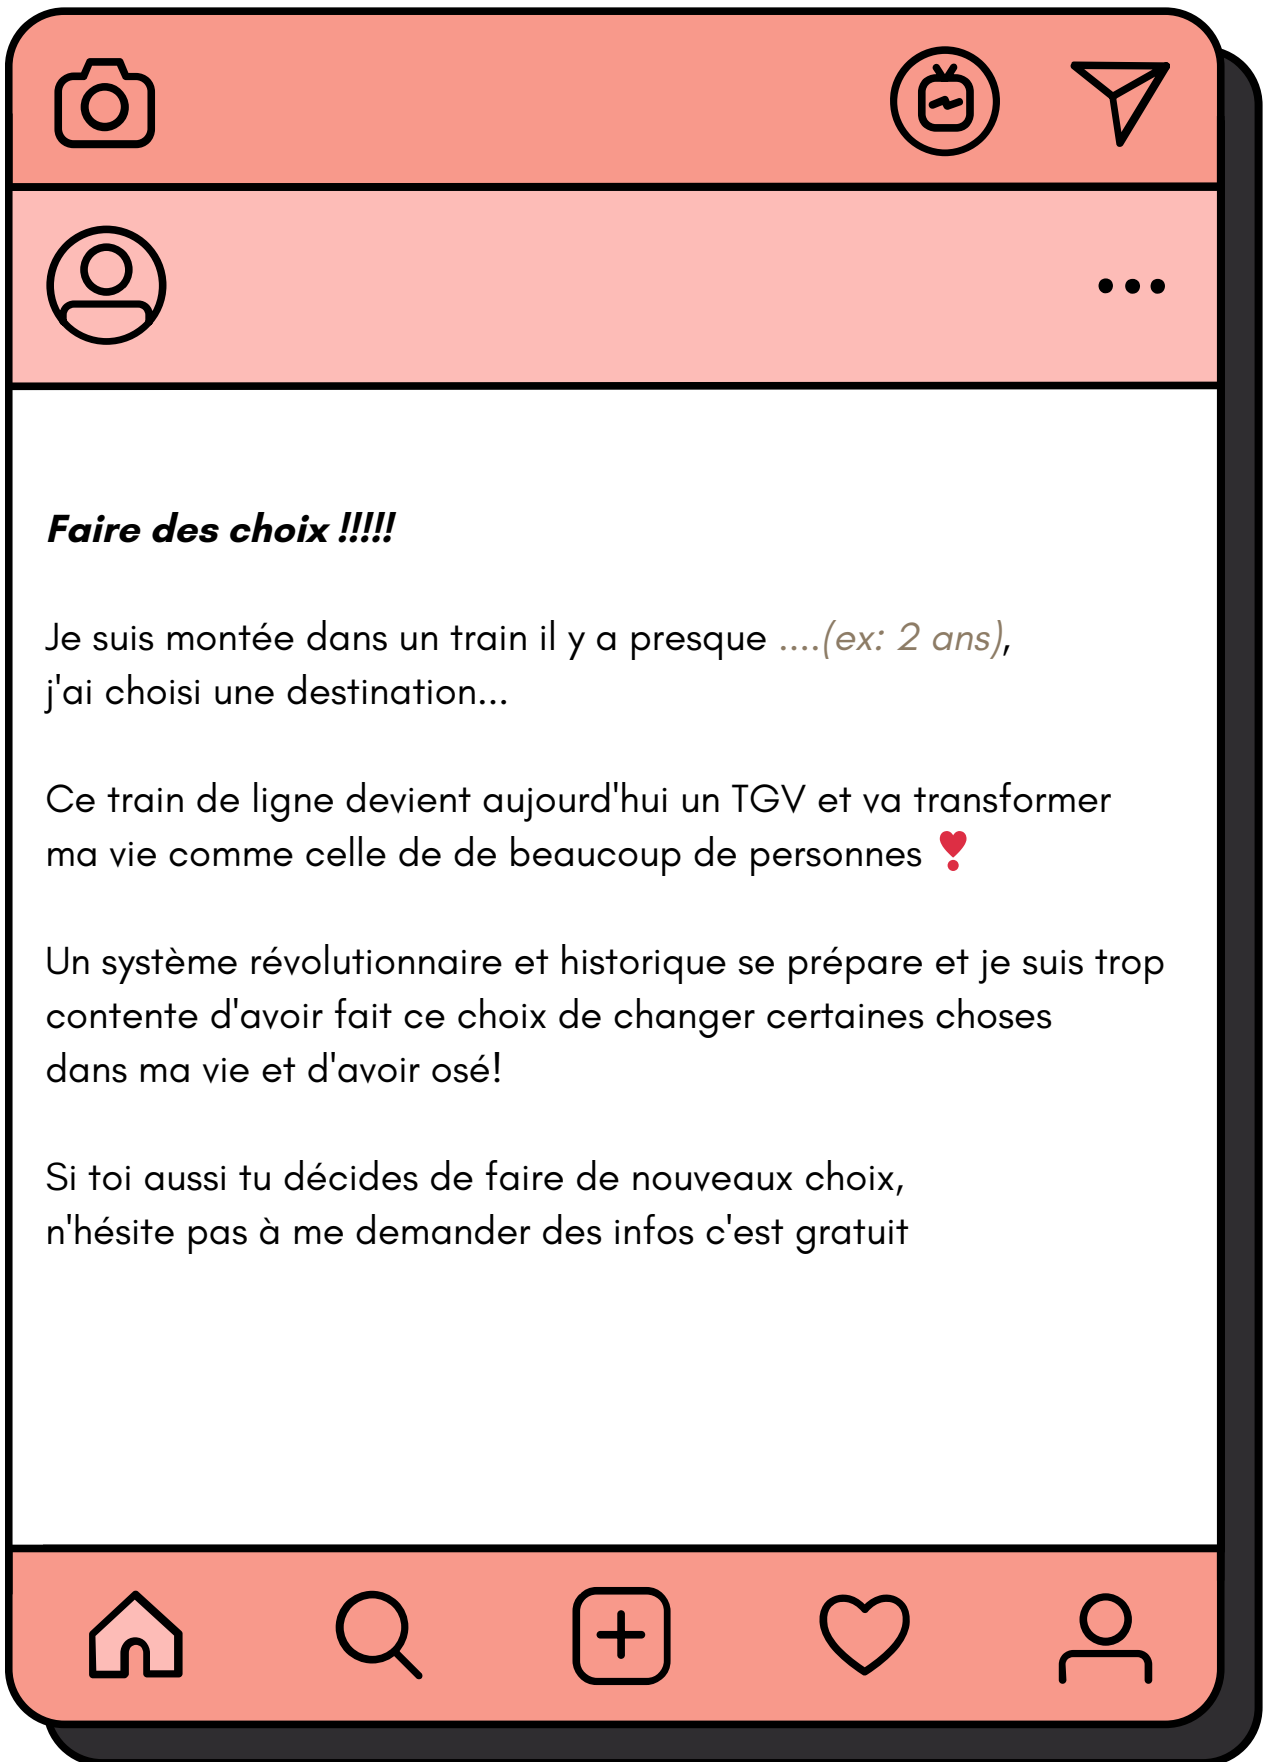 Faire des choix !!!!!
Je suis montée dans un train il y a presque ....(ex: 2 ans),
j'ai choisi une destination...
Ce train de ligne devient aujourd'hui un TGV et va transformer
ma vie comme celle de de beaucoup de personnes ❣
Un système révolutionnaire et historique se prépare et je suis trop
contente d'avoir fait ce choix de changer certaines choses
dans ma vie et d'avoir osé!
Si toi aussi tu décides de faire de nouveaux choix,
n'hésite pas à me demander des infos c'est gratuit